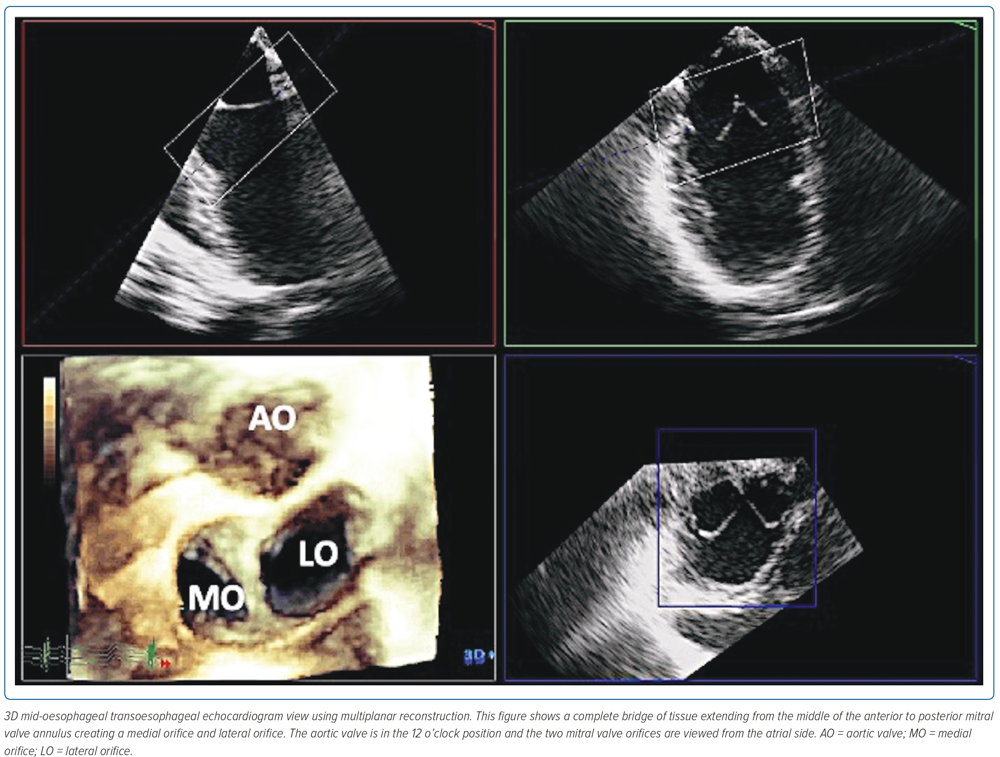 AO
LO
MO
3D
3D mid-oesophageal transoesophageal echocardiogram view using multiplanar reconstruction. This figure shows a complete bridge of tissue extending from the middle of the anterior to posterior mitral
valve annulus creating a medial orifice and lateral orifice. The aortic valve is in the 12 o’clock position and the two mitral valve orifices are viewed from the atrial side. AO = aortic valve; MO = medial
orifice; LO = lateral orifice.